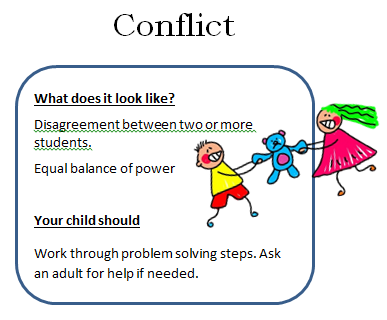 Conflict
What does it look like?
Disagreement between two or more
students.
Equal balance of power
Your child should
Work through problem solving steps. Ask
an adult for help if needed.